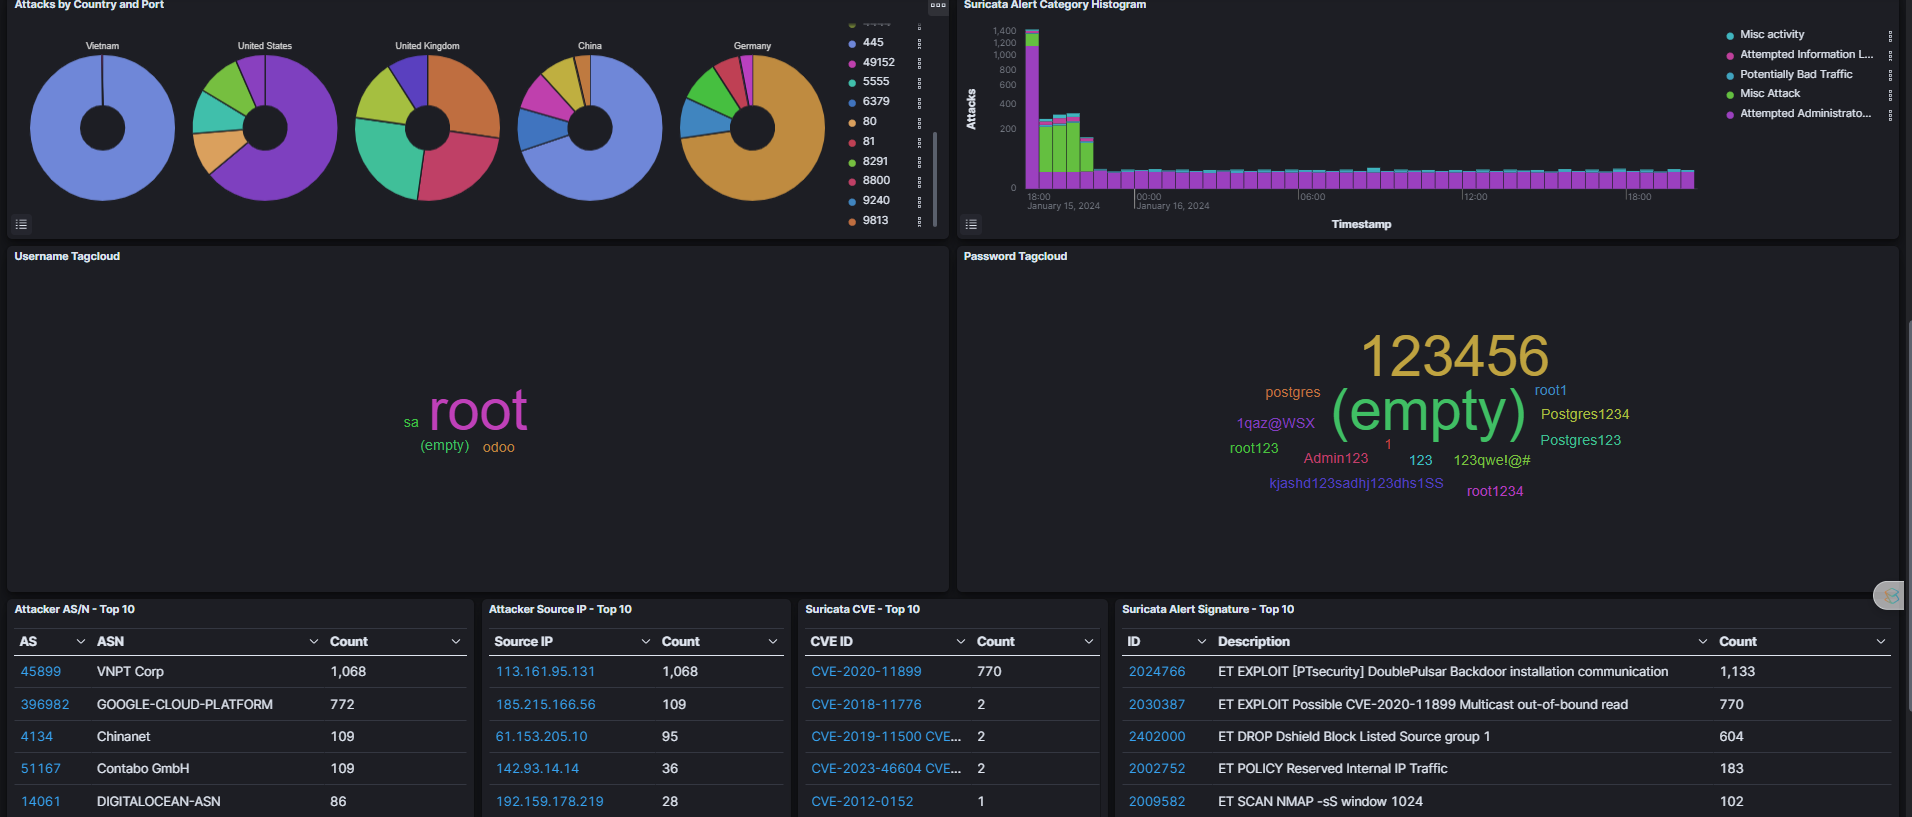 Attacks by Country and Port
Vietnam
United States
United Kingdom
China
Germany
445
49152
5555
6379
80
81
8291
8800
9240
9813
Suricata Alert Category Histogram
Attacks
1,400
1,200
1,000
800
600
400
200
0
18:00
January 15, 2024
00:00
January 16, 2024
06:00
12:00
18:00
Timestamp
Misc activity
Attempted Information L...
Potentially Bad Traffic
Misc Attack
Attempted Administrato...
Username Tagcloud
sa
root
(empty)
odoo
Password Tagcloud
123456
postgres
root1
(empty)
1qaz@WSX
Postgres1234
root123
1
Postgres123
Admin123
123
123qwe!@#
kjashd123sadhj123dhs1SS
root1234
Attacker AS/N - Top 10
AS ASN Count
45899 VNPT Corp 1,068
396982 GOOGLE-CLOUD-PLATFORM 772
4134 Chinanet 109
51167 Contabo GmbH 109
14061 DIGITALOCEAN-ASN 86
Attacker Source IP - Top 10
Source IP Count
113.161.95.131 1,068
185.215.166.56 109
61.153.205.10 95
142.93.14.14 36
192.159.178.219 28
Suricata CVE - Top 10
CVE ID Count
CVE-2020-11899 770
CVE-2018-11776 2
CVE-2019-11500 CVE... 2
CVE-2023-46604 CVE... 2
CVE-2012-0152 1
Suricata Alert Signature - Top 10
ID Description Count
2024766 ET EXPLOIT [PTsecurity] DoublePulsar Backdoor installation communication 1,133
2030387 ET EXPLOIT Possible CVE-2020-11899 Multicast out-of-bound read 770
2402000 ET DROP Dshield Block Listed Source group 1 604
2002752 ET POLICY Reserved Internal IP Traffic 183
2009582 ET SCAN NMAP -sS window 1024 102